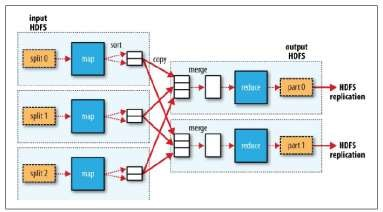 input
HDFS
sort
split 0
map
copy
split 1
map
split 2
map
output
HDFS
merge
reduce
part 0
HDFS
replication
merge
reduce
part 1
HDFS
replication